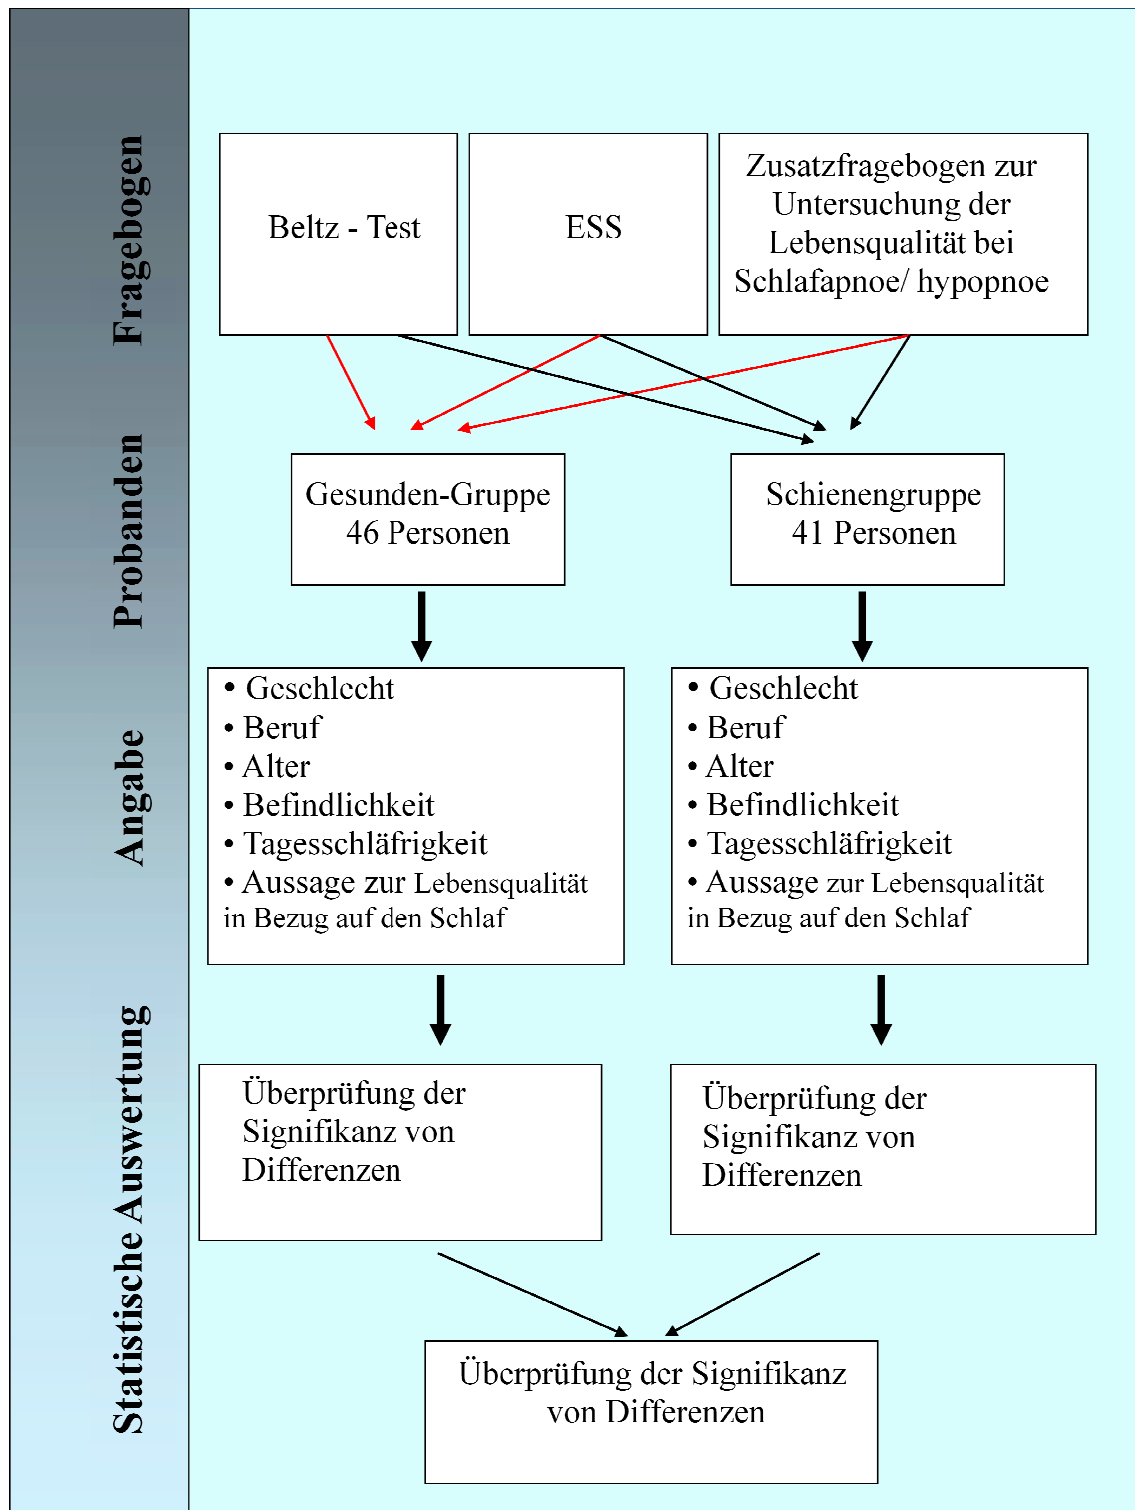 Fragebogen
Beltz - Test
ESS
Zusatzfragebogen zur
Untersuchung der
Lebensqualität bei
Schlafapnoe/ hypopnoe
Probanden
Gesunden-Gruppe
46 Personen
Schienengruppe
41 Personen
Angabe
• Geschlecht
• Beruf
• Alter
• Befindlichkeit
• Tagesschläfrigkeit
• Aussage zur Lebensqualität
in Bezug auf den Schlaf
• Geschlecht
• Beruf
• Alter
• Befindlichkeit
• Tagesschläfrigkeit
• Aussage zur Lebensqualität
in Bezug auf den Schlaf
Statistische Auswertung
Überprüfung der
Signifikanz von
Differenzen
Überprüfung der
Signifikanz von
Differenzen
Überprüfung der Signifikanz
von Differenzen